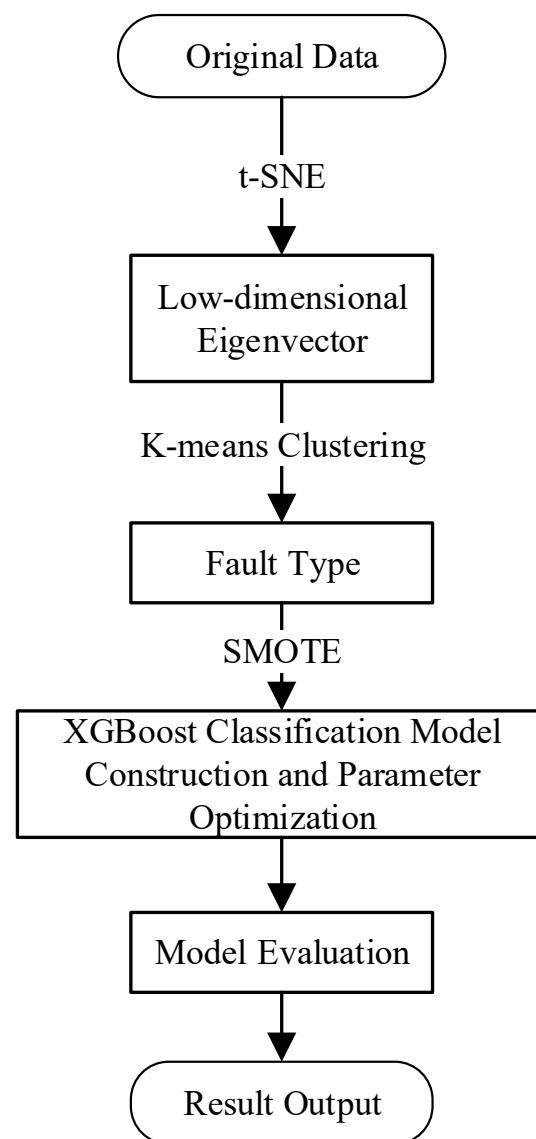 Original Data
t-SNE
Low-dimensional
Eigenvector
K-means Clustering
Fault Type
SMOTE
XGBoost Classification Model
Construction and Parameter
Optimization
Model Evaluation
Result Output